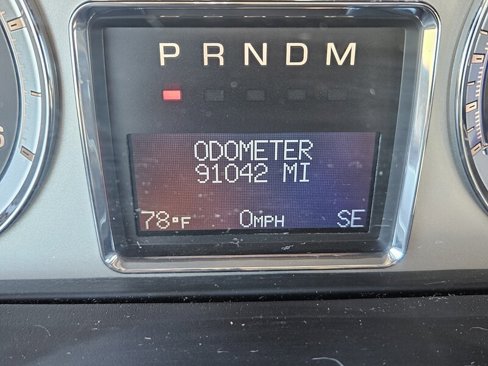 P R N D M
ODOMETER
91042 MI
78°F 0MPH SE